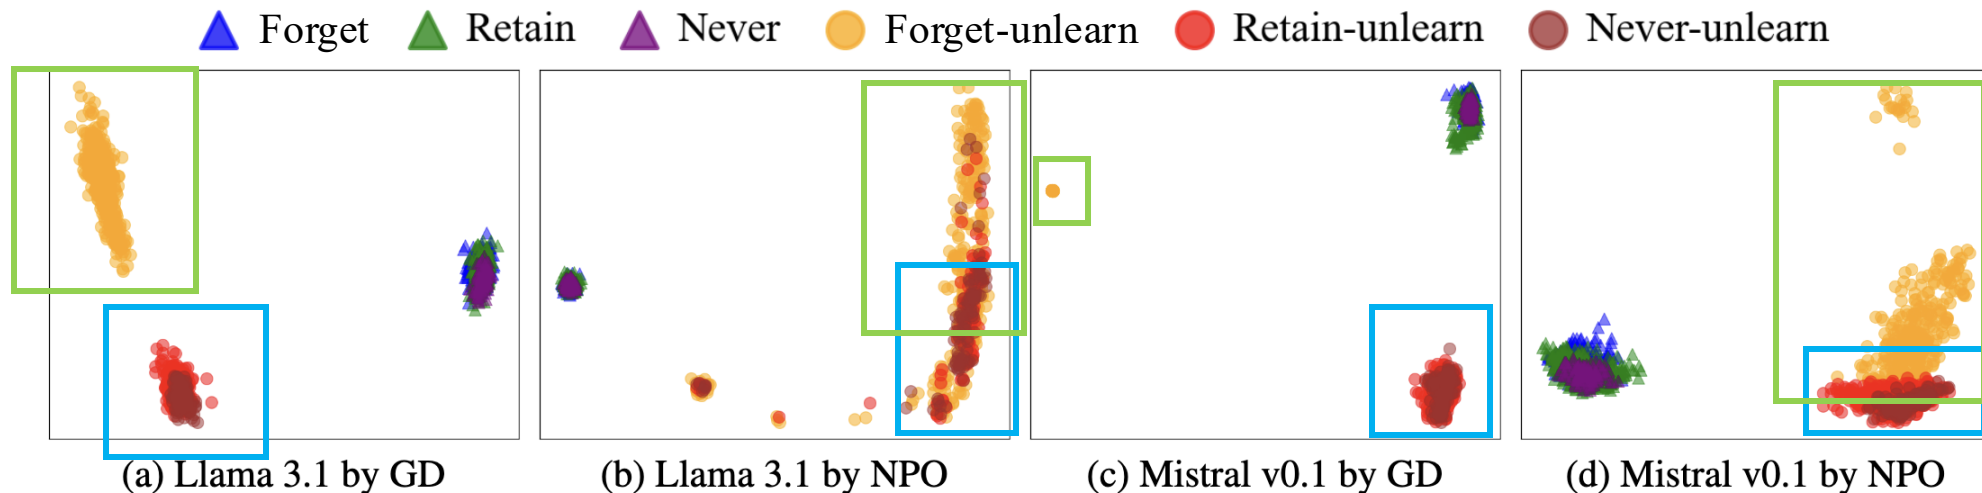 Forget Retain Never Forget-unlearn Retain-unlearn Never-unlearn
(a) Llama 3.1 by GD (b) Llama 3.1 by NPO (c) Mistral v0.1 by GD (d) Mistral v0.1 by NPO